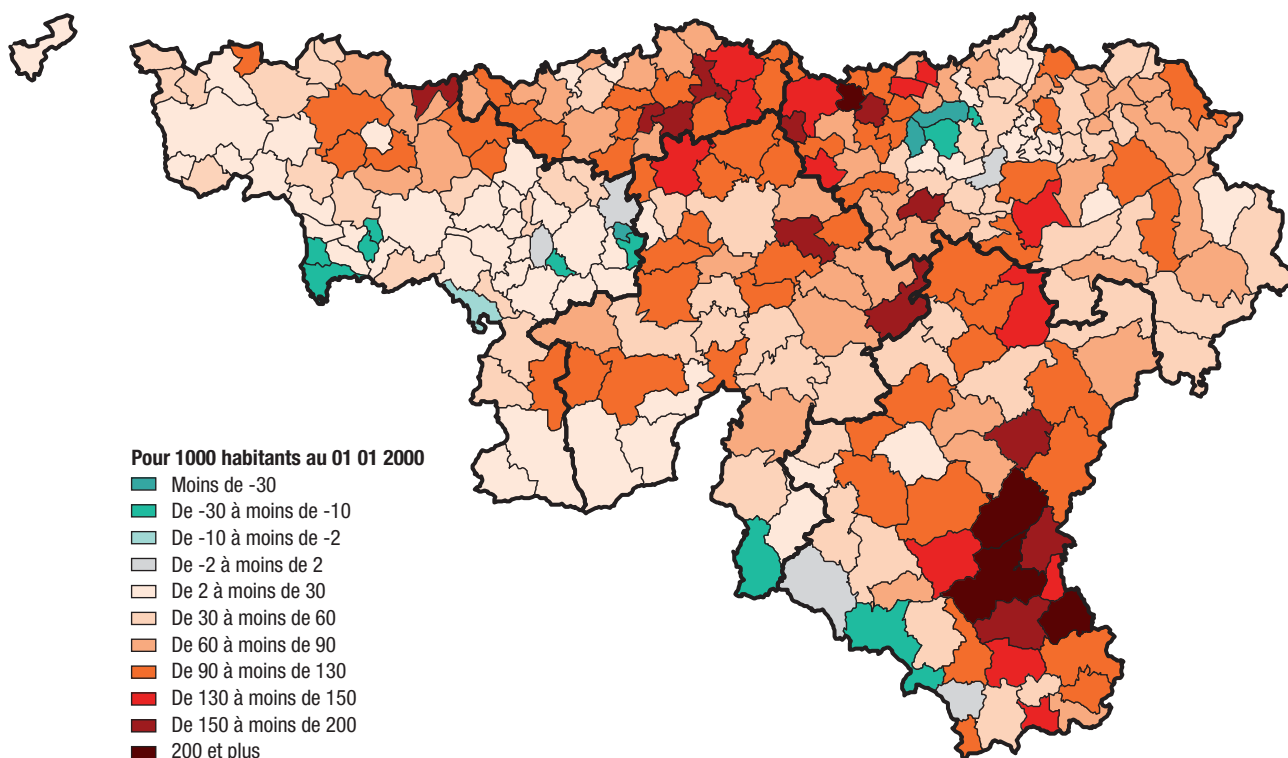 Pour 1000 habitants au 01 01 2000
Moins de -30
De -30 à moins de -10
De -10 à moins de -2
De -2 à moins de 2
De 2 à moins de 30
De 30 à moins de 60
De 60 à moins de 90
De 90 à moins de 130
De 130 à moins de 150
De 150 à moins de 200
200 et plus